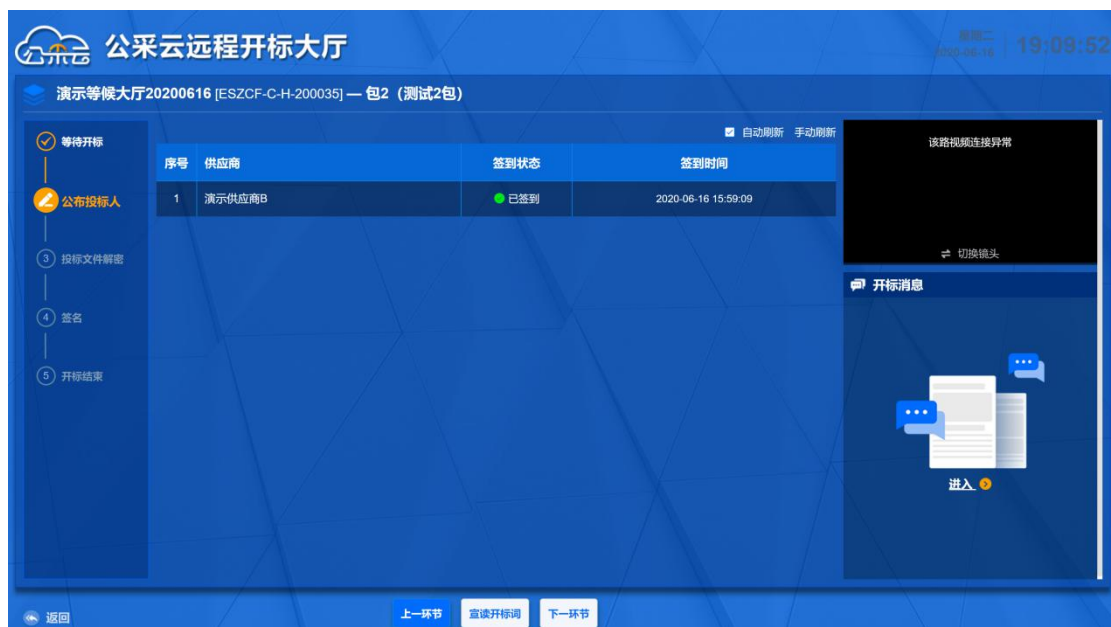 公采云 公采云远程开标大厅
星期二
2020-06-16 19:09:52
演示等候大厅20200616 [ESZCF-C-H-200035] — 包2（测试2包）
等待开标
公布投标人
3 投标文件解密
4 签名
5 开标结束
自动刷新 手动刷新
序号 供应商 签到状态 签到时间
1 演示供应商B 已签到 2020-06-16 15:59:09
该路视频连接异常
切换镜头
开标消息
进入
返回
上一环节 宣读开标词 下一环节